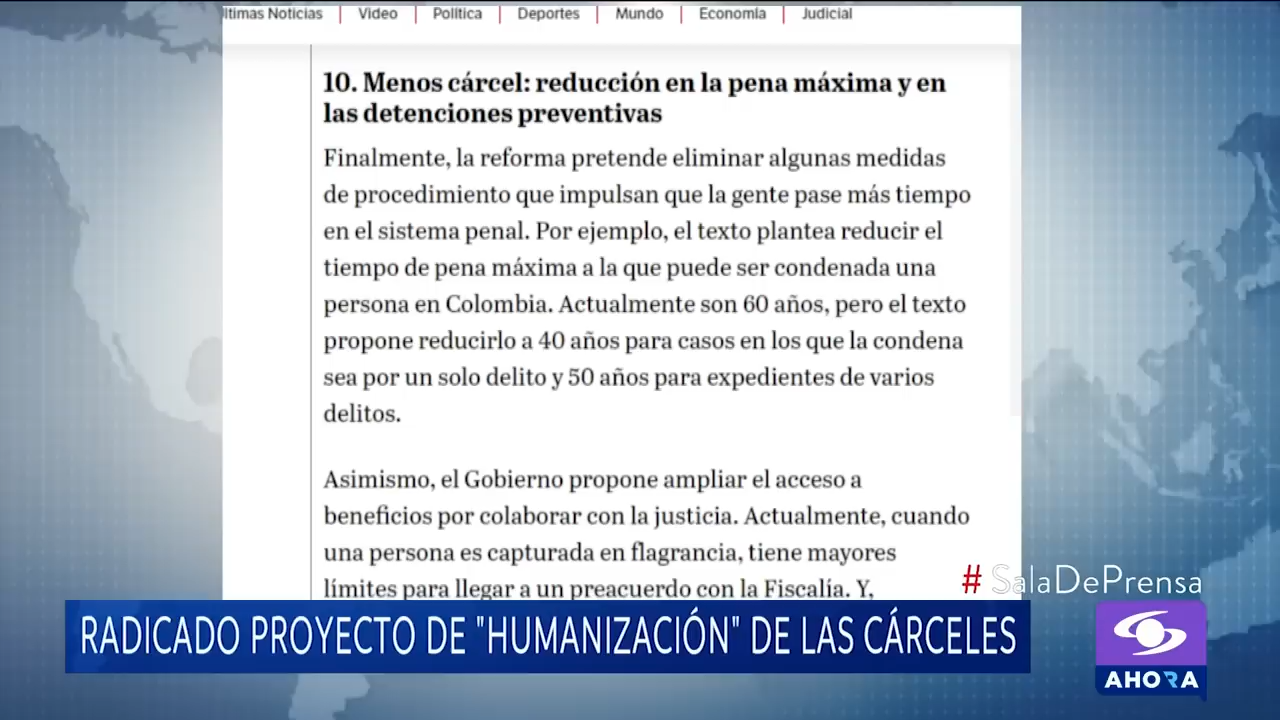 Video
Política
Deportes
Mundo
Economía
Judicial
Noticias
10. Menos cárcel: reducción en la pena máxima y en
las detenciones preventivas
Finalmente, la reforma pretende eliminar algunas medidas
de procedimiento que impulsan que la gente pase más tiempo
en el sistema penal. Por ejemplo, el texto plantea reducir el
tiempo de pena máxima a la que puede ser condenada una
persona en Colombia. Actualmente son 60 años, pero el texto
propone reducirlo a 40 años para casos en los que la condena
sea por un solo delito y 50 años para expedientes de varios
delitos.
Asimismo, el Gobierno propone ampliar el acceso a
beneficios por colaborar con la justicia. Actualmente, cuando
una persona es capturada en flagrancia, tiene mayores
límites para llegar a un preacuerdo con la Fiscalía. Y,
# SalaDePrensa
RADICADO PROYECTO DE "HUMANIZACIÓN" DE LAS CÁRCELES
AHORA